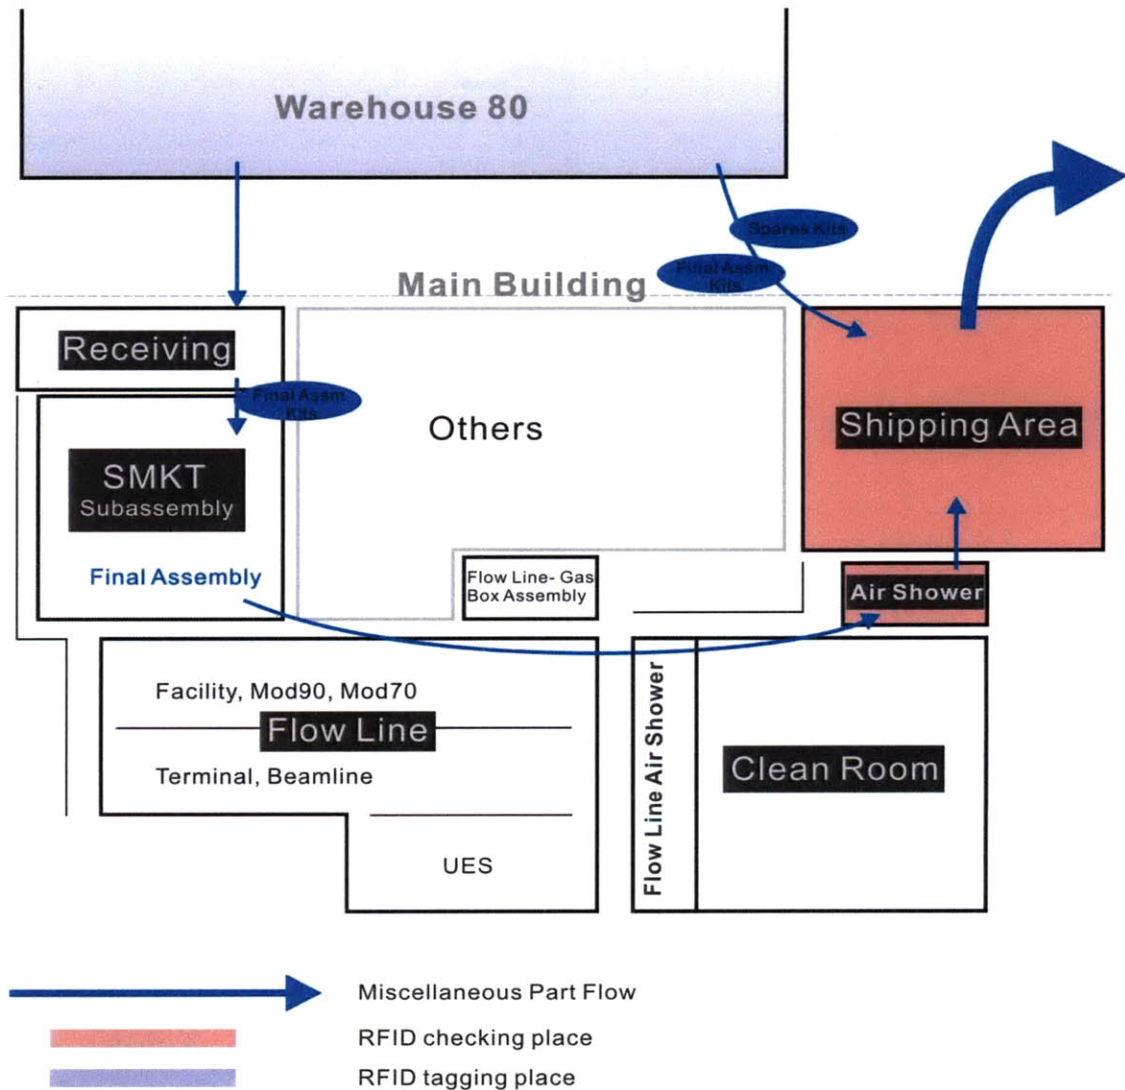 Warehouse 80
Spares Kits
Final Assm
Kits
Main Building
Receiving
Final Assm
Kits
Others
Shipping Area
SMKT
Subassembly
Final Assembly
Flow Line- Gas
Box Assembly
Air Shower
Facility, Mod90, Mod70
Flow Line
Terminal, Beamline
UES
Flow Line Air Shower
Clean Room
Miscellaneous Part Flow
RFID checking place
RFID tagging place